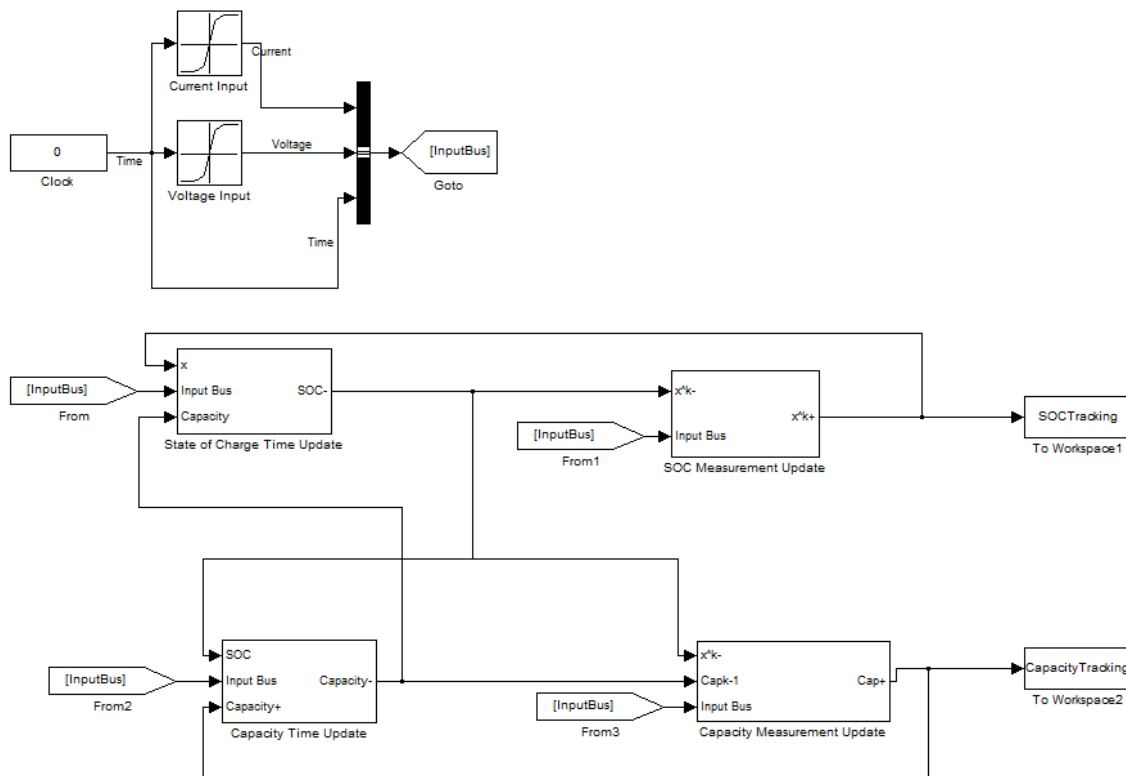 Current
Current Input
0
Time
Clock
Voltage
Voltage Input
[InputBus]
Goto
Time
x
[InputBus]
Input Bus
SOC-
From
Capacity
State of Charge Time Update
x^k-
x^k+
[InputBus]
Input Bus
From1
SOC Measurement Update
SOCTracking
To Workspace1
SOC
[InputBus]
Input Bus
Capacity-
From2
Capacity+
Capacity Time Update
x^k-
Capk-1
Cap+
[InputBus]
Input Bus
From3
Capacity Measurement Update
CapacityTracking
To Workspace2